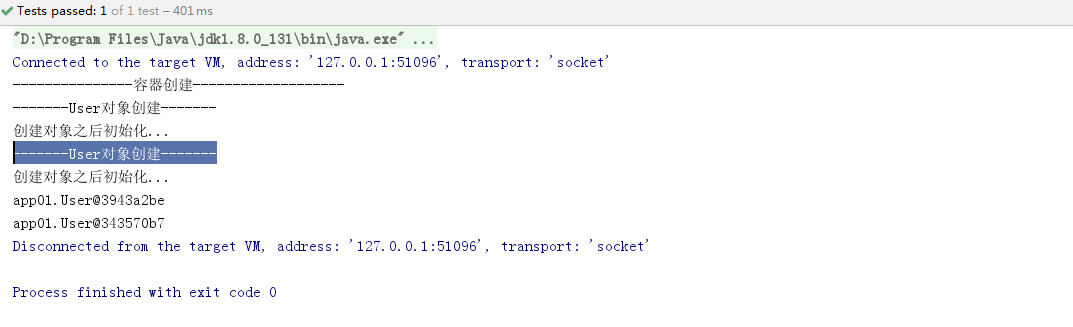 Tests passed: 1 of 1 test – 401 ms
"D:\Program Files\Java\jdk1.8.0_131\bin\java.exe" ...
Connected to the target VM, address: '127.0.0.1:51096', transport: 'socket'
---------------容器创建-------------------
-------User对象创建-------
创建对象之后初始化...
-------User对象创建-------
创建对象之后初始化...
app01.User@3943a2be
app01.User@343570b7
Disconnected from the target VM, address: '127.0.0.1:51096', transport: 'socket'
Process finished with exit code 0